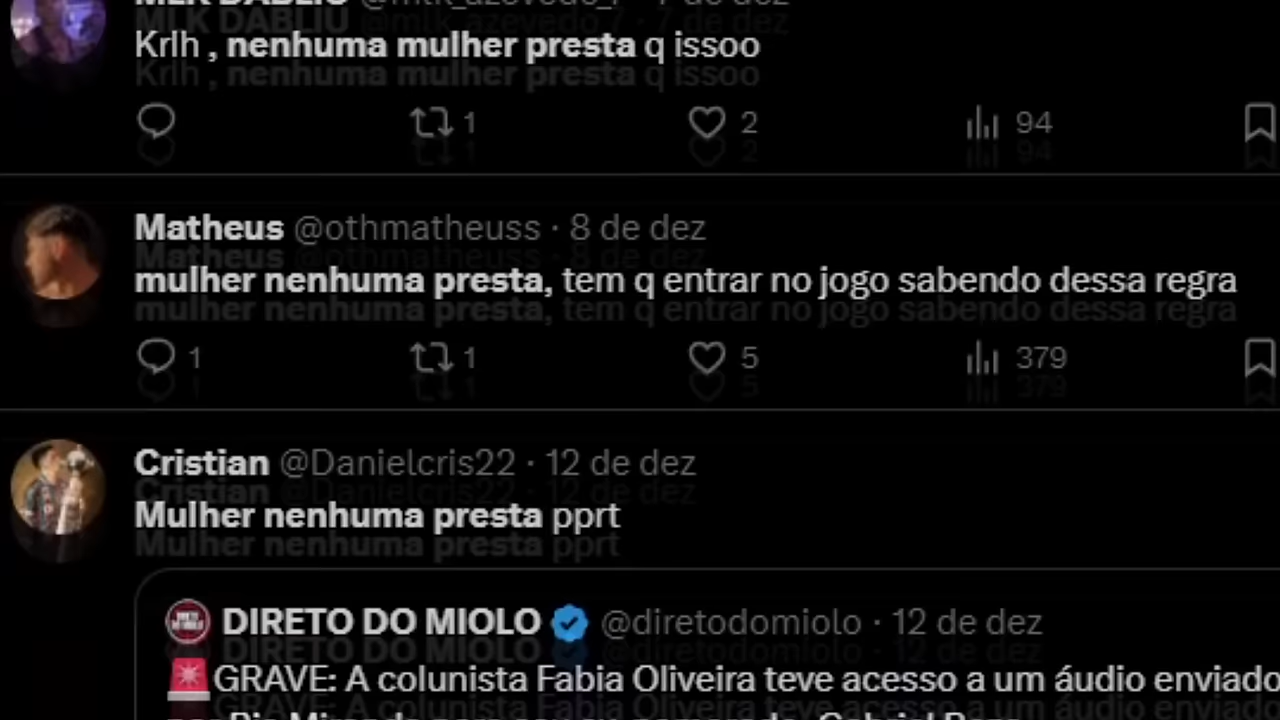 MLK DABLIU @mlk_azevedo_7 · 7 de dez
Krlh , nenhuma mulher presta q issoo
1 2 94
Matheus @othmatheuss · 8 de dez
mulher nenhuma presta, tem q entrar no jogo sabendo dessa regra
1 1 5 379
Cristian @Danielcris22 · 12 de dez
Mulher nenhuma presta pprt
DIRETO DO MIOLO @diretodomiolo · 12 de dez
GRAVE: A colunista Fabia Oliveira teve acesso a um áudio enviado